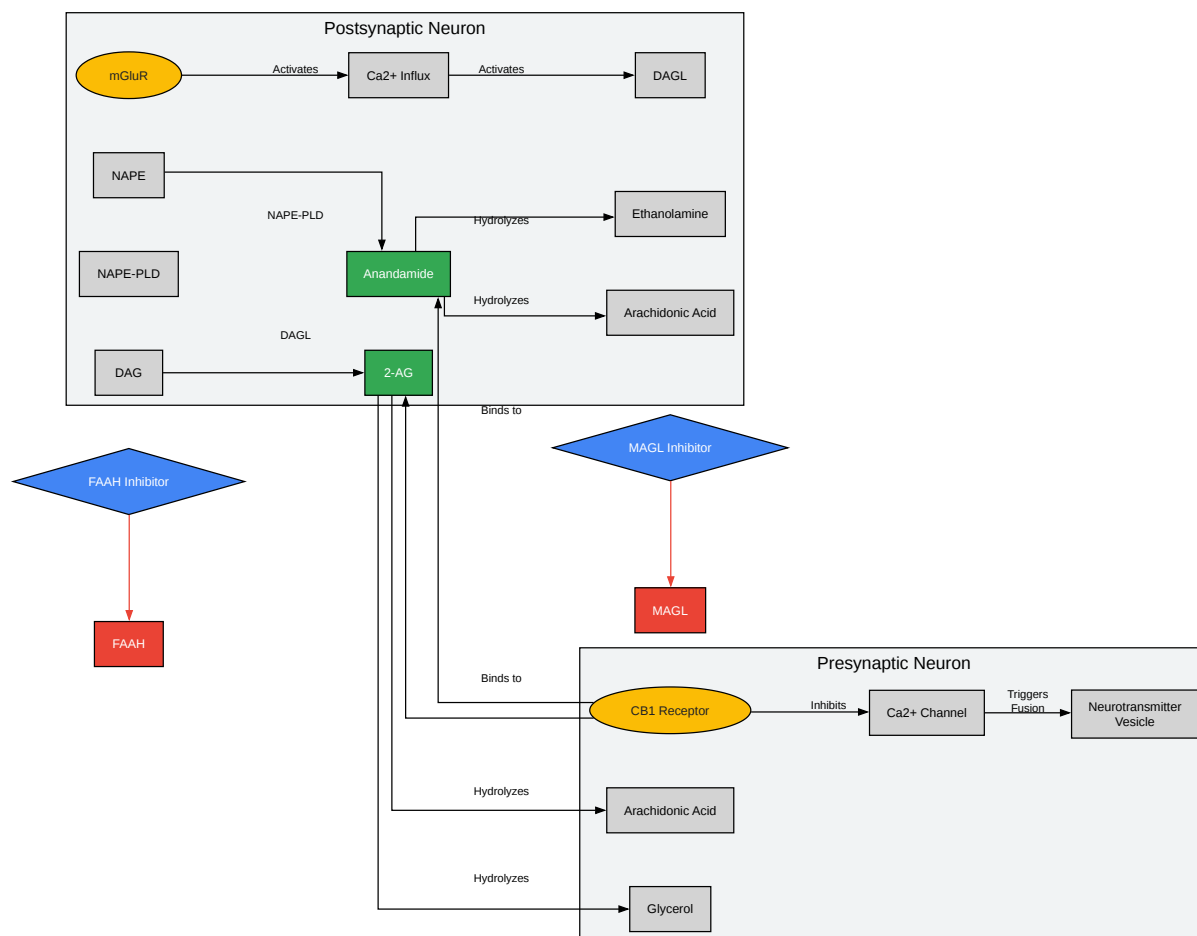 Postsynaptic Neuron
mGluR
Activates
Ca2+ Influx
Activates
DAGL
NAPE
NAPE-PLD
Hydrolyzes
Ethanolamine
NAPE-PLD
Anandamide
Hydrolyzes
Arachidonic Acid
DAGL
DAG
2-AG
Binds to
MAGL Inhibitor
FAAH Inhibitor
MAGL
FAAH
Presynaptic Neuron
Binds to
CB1 Receptor
Inhibits
Ca2+ Channel
Triggers
Fusion
Neurotransmitter
Vesicle
Hydrolyzes
Arachidonic Acid
Hydrolyzes
Glycerol